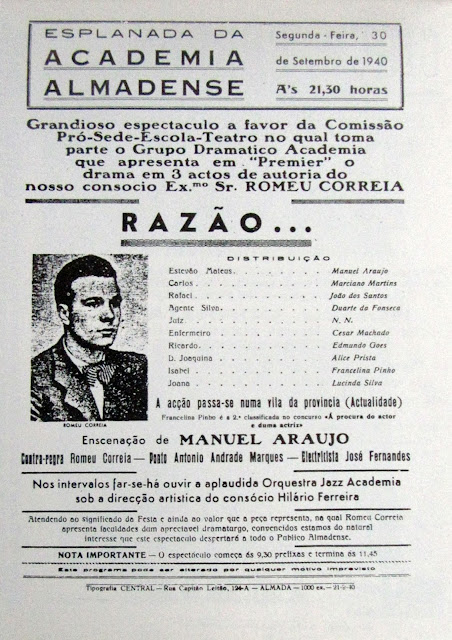 ESPLANADA DA
ACADEMIA
ALMADENSE
Segunda - Feira, 30
de Setembro de 1940
A's 21,30 horas
Grandioso espectaculo a favor da Comissão
Pró-Sede-Escola-Teatro no qual toma
parte o Grupo Dramatico Academia
que apresenta em "Premier" o
drama em 3 actos de autoria do
nosso consocio Ex.mo Sr. ROMEU CORREIA
RAZÃO...
DISTRIBUIÇÃO
Estevão Mateus. . . . . . . . . Manuel Araujo
Carlos . . . . . . . . . . . Marciano Martins
Rafael . . . . . . . . . . . João dos Santos
Agente Silva. . . . . . . . . . Duarte da Fonseca
Juiz . . . . . . . . . . . N. N.
Enfermeiro . . . . . . . . . . Cesar Machado
Ricardo. . . . . . . . . . . Edmundo Goes
D. Joaquina . . . . . . . . . . Alice Prista
Isabel . . . . . . . . . . . Francelina Pinho
Joana . . . . . . . . . . . Lucinda Silva
ROMEU CORREIA
A acção passa-se numa vila da provincia (Actualidade)
Francelina Pinho é a 2.ª classificada no concurso «Á procura do actor
e duma actriz»
Enscenação de MANUEL ARAUJO
Contra-regra Romeu Correia — Ponto Antonio Andrade Marques — Electricista José Fernandes
Nos intervalos far-se-há ouvir a aplaudida Orquestra Jazz Academia
sob a direcção artistica do consócio Hilário Ferreira
Atendendo ao significado da Festa e ainda ao valor que a peça representa, na qual Romeu Correia
apresenta faculdades dum apreciavel dramaturgo, convencidos estamos do natural
interesse que este espectaculo despertará a todo o Publico Almadense.
NOTA IMPORTANTE — O espectáculo começa ás 9,30 prefixas e termina ás 11,45
Este programa pode ser alterado por qualquer motivo imprevisto
Tipografia CENTRAL — Rua Capitão Leitão, 124-A — ALMADA — 1000 ex. — 21-9-40